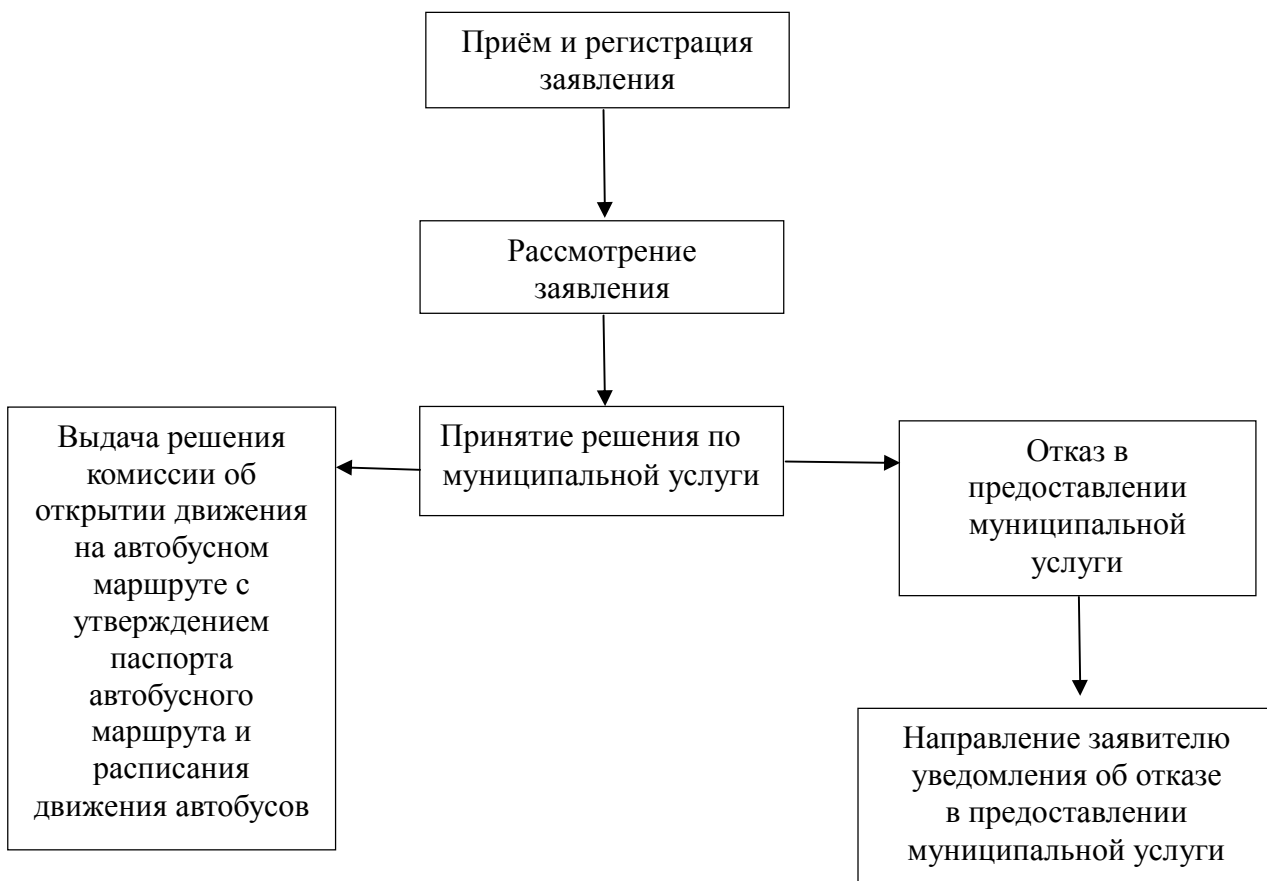 Приём и регистрация
заявления
Рассмотрение
заявления
Принятие решения по
муниципальной услуги
Выдача решения
комиссии об
открытии движения
на автобусном
маршруте с
утверждением
паспорта
автобусного
маршрута и
расписания
движения автобусов
Отказ в
предоставлении
муниципальной
услуги
Направление заявителю
уведомления об отказе
в предоставлении
муниципальной услуги